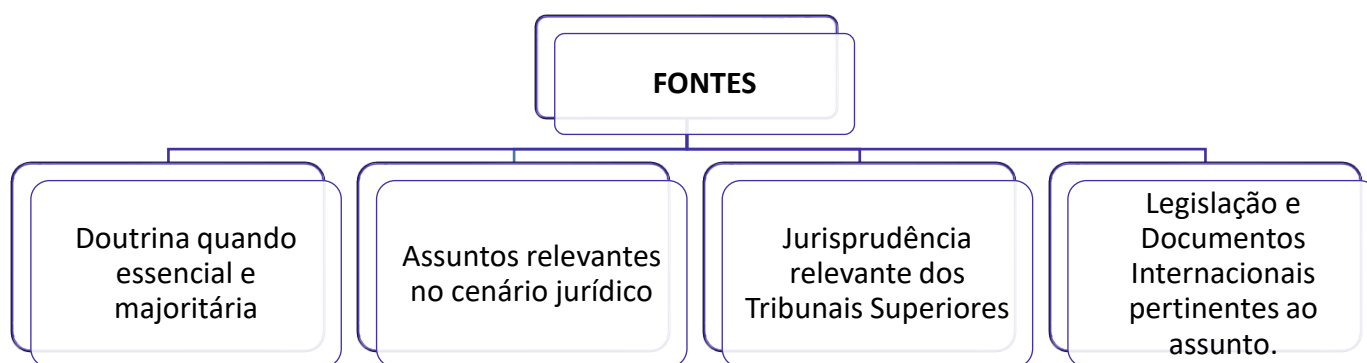 FONTES
Doutrina quando
essencial e
majoritária
Assuntos relevantes
no cenário jurídico
Jurisprudência
relevante dos
Tribunais Superiores
Legislação e
Documentos
Internacionais
pertinentes ao
assunto.